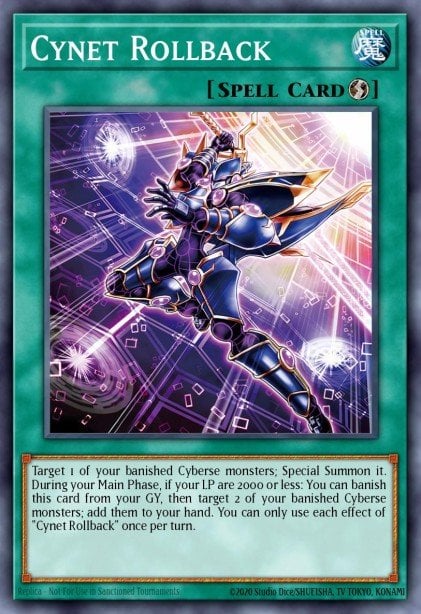 Cynet Rollback
SPELL
魔
[Spell Card]
Target 1 of your banished Cyberse monsters; Special Summon it.
During your Main Phase, if your LP are 2000 or less: You can banish
this card from your GY, then target 2 of your banished Cyberse
monsters; add them to your hand. You can only use each effect of
"Cynet Rollback" once per turn.
Replica - Not For Use in Sanctioned Tournaments
©2020 Studio Dice/SHUEISHA, TV TOKYO, KONAMI